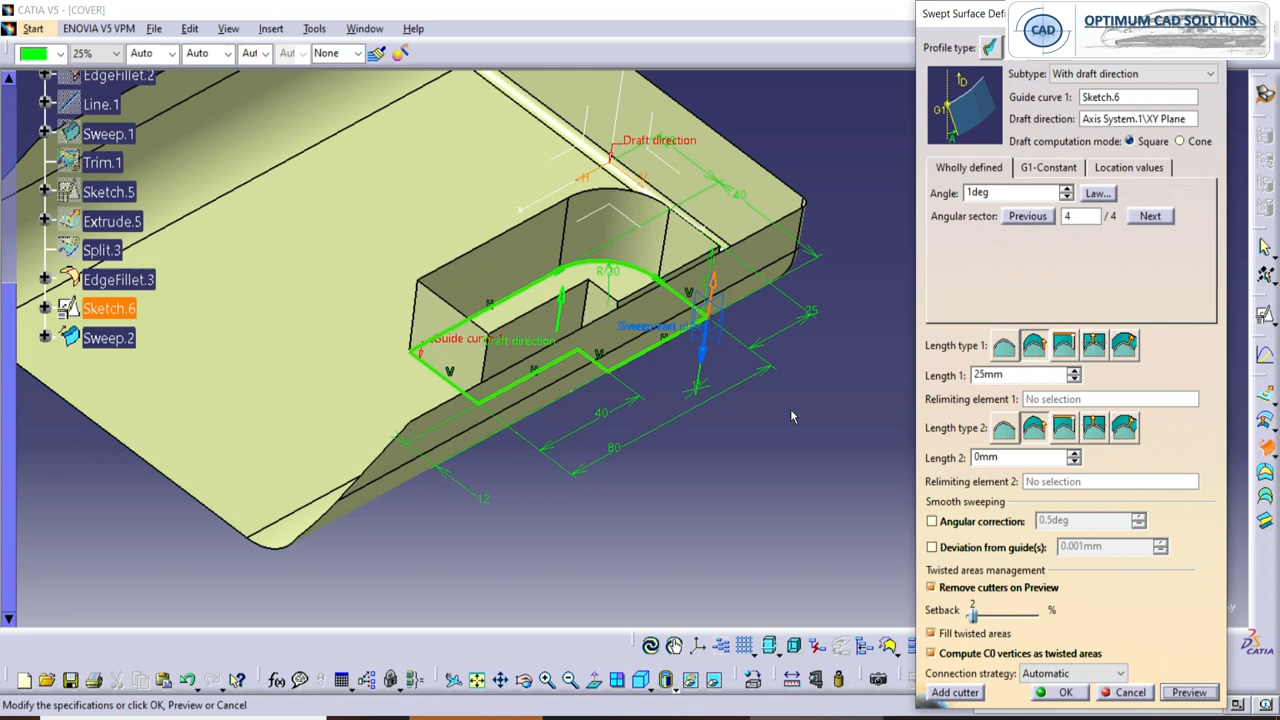 CATIA V5 - [COVER]
Start ENOVIA V5 VPM File Edit View Insert Tools Window Help
25% Auto Auto Aut Aut None
EdgeFillet.2
Line.1
Sweep.1
Trim.1
Sketch.5
Extrude.5
Split.3
EdgeFillet.3
Sketch.6
Sweep.2
Draft direction
H V
40
R 30
H
V
25
Guide cur
raft direction
H
V
V
H
40
80
12
Swept Surface Defi
CAD OPTIMUM CAD SOLUTIONS
Profile type:
Subtype: With draft direction
Guide curve 1: Sketch.6
Draft direction: Axis System.1\XY Plane
Draft computation mode: Square Cone
D
G1
A
Wholly defined G1-Constant Location values
Angle: 1deg Law...
Angular sector: Previous 4 / 4 Next
Length type 1:
Length 1: 25mm
Relimiting element 1: No selection
Length type 2:
Length 2: 0mm
Relimiting element 2: No selection
Smooth sweeping
Angular correction: 0.5deg
Deviation from guide(s): 0.001mm
Twisted areas management
Remove cutters on Preview
Setback 2 %
Fill twisted areas
Compute C0 vertices as twisted areas
Connection strategy: Automatic
Add cutter OK Cancel Preview
f(x)
CATIA
Modify the specifications or click OK, Preview or Cancel